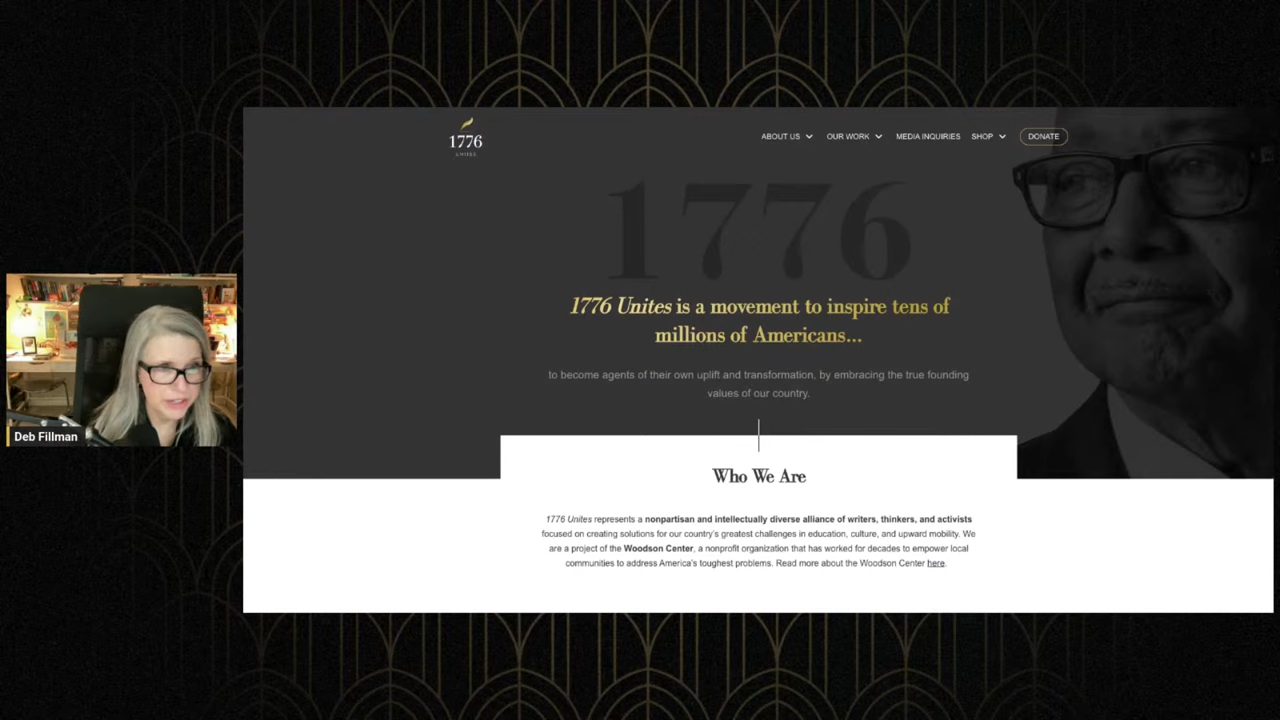 1776
UNITES
ABOUT US
OUR WORK
MEDIA INQUIRIES
SHOP
DONATE
1776
1776 Unites is a movement to inspire tens of
millions of Americans...
to become agents of their own uplift and transformation, by embracing the true founding
values of our country.
Deb Fillman
Who We Are
1776 Unites represents a nonpartisan and intellectually diverse alliance of writers, thinkers, and activists
focused on creating solutions for our country's greatest challenges in education, culture, and upward mobility. We
are a project of the Woodson Center, a nonprofit organization that has worked for decades to empower local
communities to address America's toughest problems. Read more about the Woodson Center here.